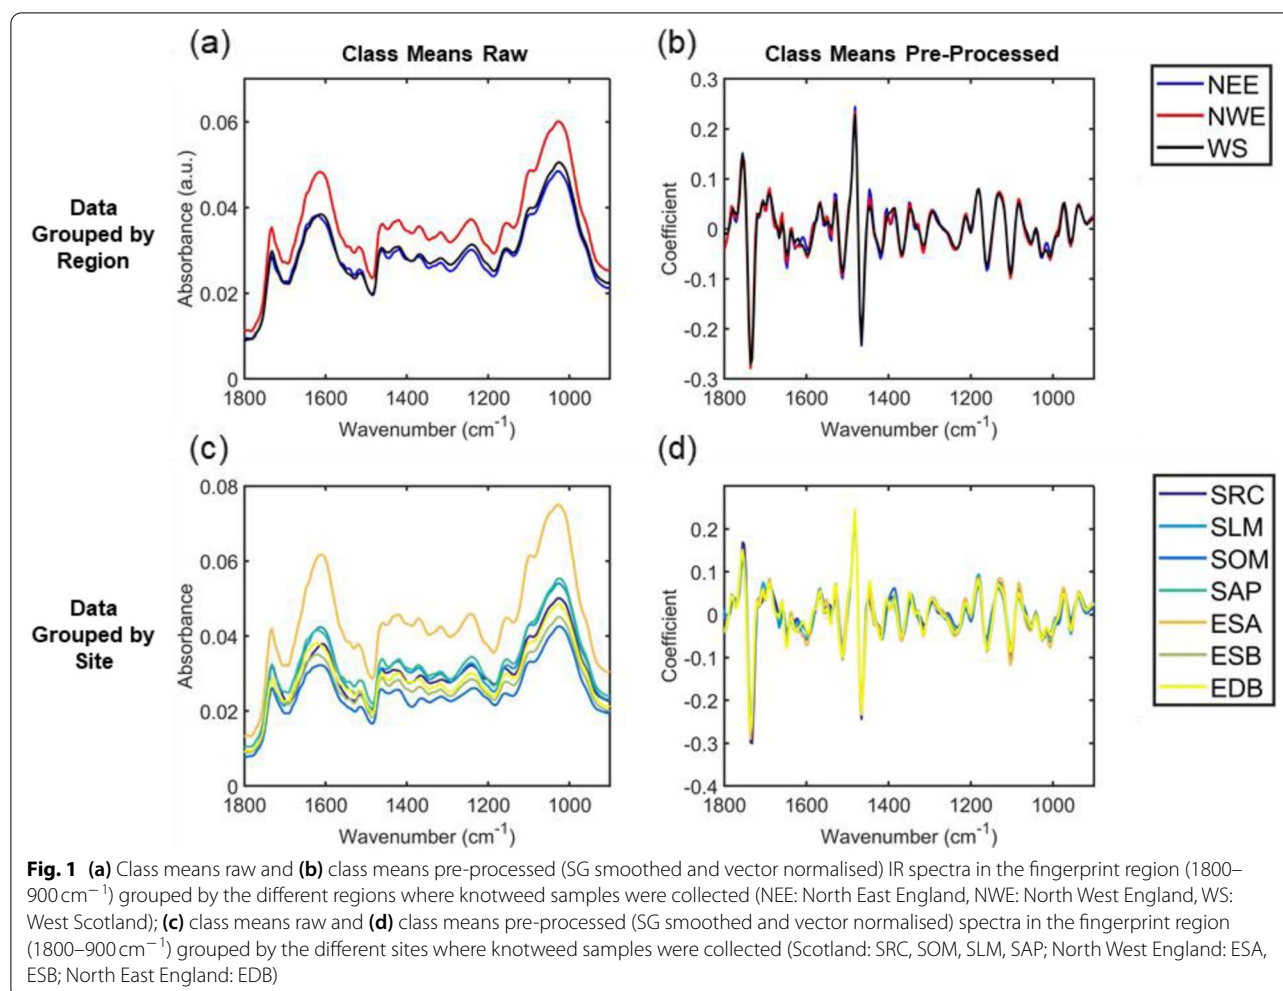 (a)
Class Means Raw
(b)
Class Means Pre-Processed
NEE
NWE
WS
Data
Grouped by
Region
Absorbance (a.u.)
0.06
0.04
0.02
0
1800 1600 1400 1200 1000
Wavenumber (cm⁻¹)
Coefficient
0.3
0.2
0.1
0
-0.1
-0.2
-0.3
1800 1600 1400 1200 1000
Wavenumber (cm⁻¹)
(c)
(d)
Data
Grouped by
Site
Absorbance
0.08
0.06
0.04
0.02
0
1800 1600 1400 1200 1000
Wavenumber (cm⁻¹)
Coefficient
0.2
0.1
0
-0.1
-0.2
-0.3
-0.4
1800 1600 1400 1200 1000
Wavenumber (cm⁻¹)
SRC
SLM
SOM
SAP
ESA
ESB
EDB
Fig. 1 (a) Class means raw and (b) class means pre-processed (SG smoothed and vector normalised) IR spectra in the fingerprint region (1800–
900 cm⁻¹) grouped by the different regions where knotweed samples were collected (NEE: North East England, NWE: North West England, WS:
West Scotland); (c) class means raw and (d) class means pre-processed (SG smoothed and vector normalised) spectra in the fingerprint region
(1800–900 cm⁻¹) grouped by the different sites where knotweed samples were collected (Scotland: SRC, SOM, SLM, SAP; North West England: ESA,
ESB; North East England: EDB)